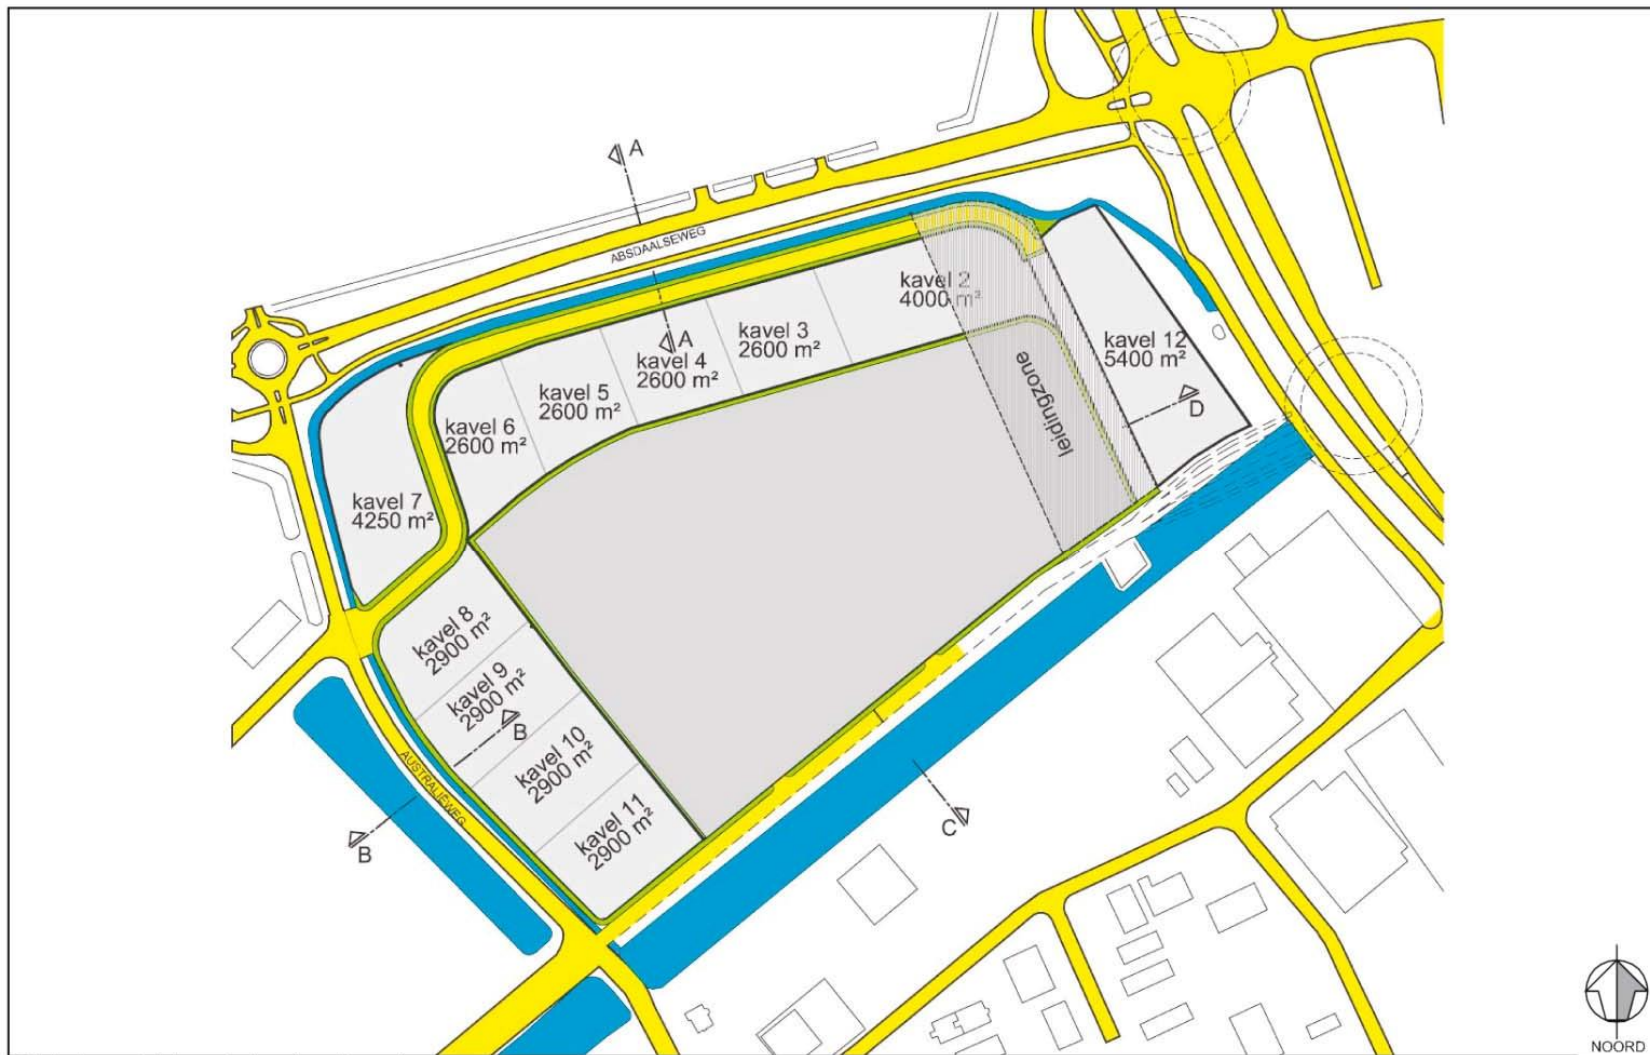 A
ABSDAALSEWEG
kavel 2
4000 m²
kavel 12
5400 m²
kavel 3
2600 m²
A
kavel 4
2600 m²
kavel 5
2600 m²
kavel 6
2600 m²
leidingzone
D
kavel 7
4250 m²
kavel 8
2900 m²
kavel 9
2900 m²
B
kavel 10
2900 m²
kavel 11
2900 m²
AUSTRALIËWEG
B
C
NOORD